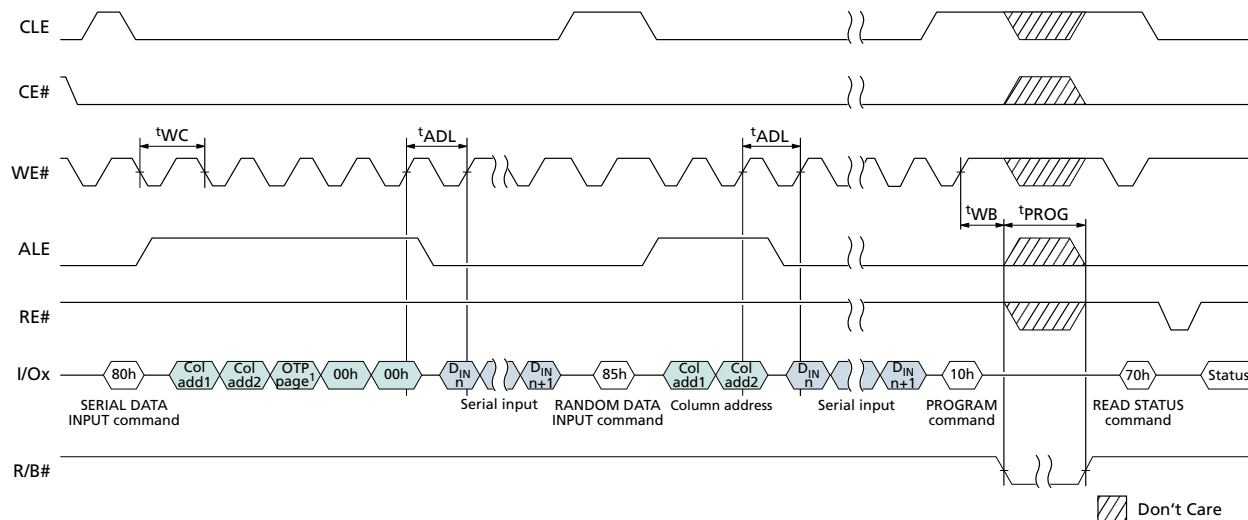 CLE
CE#
tWC
tADL
tADL
WE#
tWB
tPROG
ALE
RE#
I/Ox
80h
Col
add1
Col
add2
OTP
page1
00h
00h
DIN
n
DIN
n+1
85h
Col
add1
Col
add2
DIN
n
DIN
n+1
10h
70h
Status
SERIAL DATA
INPUT command
Serial input
RANDOM DATA
INPUT command
Column address
Serial input
PROGRAM
command
READ STATUS
command
R/B#
Don't Care